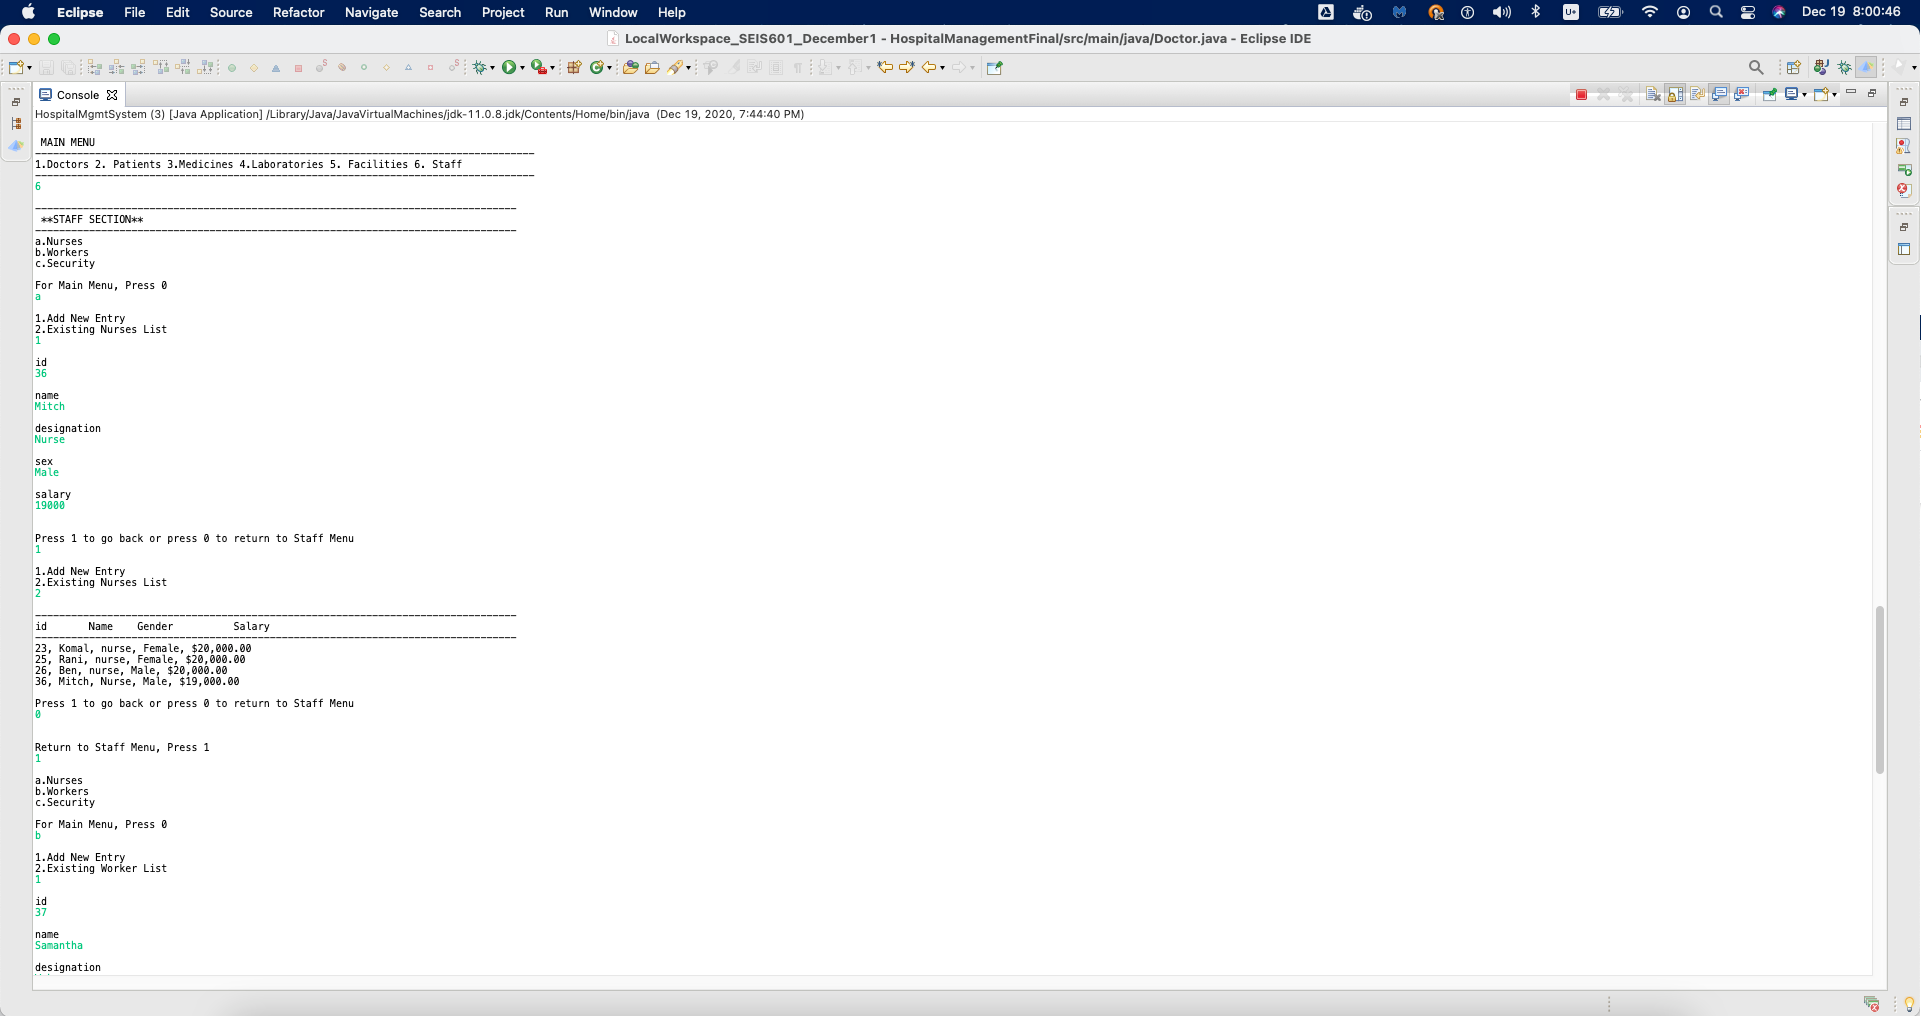 Eclipse File Edit Source Refactor Navigate Search Project Run Window Help U+ Dec 19 8:00:46
LocalWorkspace_SEIS601_December1 - HospitalManagementFinal/src/main/java/Doctor.java - Eclipse IDE
Console
HospitalMgmtSystem (3) [Java Application] /Library/Java/JavaVirtualMachines/jdk-11.0.8.jdk/Contents/Home/bin/java (Dec 19, 2020, 7:44:40 PM)
MAIN MENU
1.Doctors 2. Patients 3.Medicines 4.Laboratories 5. Facilities 6. Staff
6
**STAFF SECTION**
a.Nurses
b.Workers
c.Security
For Main Menu, Press 0
a
1.Add New Entry
2.Existing Nurses List
1
id
36
name
Mitch
designation
Nurse
sex
Male
salary
19000
Press 1 to go back or press 0 to return to Staff Menu
1
1.Add New Entry
2.Existing Nurses List
2
id Name Gender Salary
23, Komal, nurse, Female, $20,000.00
25, Rani, nurse, Female, $20,000.00
26, Ben, nurse, Male, $20,000.00
36, Mitch, Nurse, Male, $19,000.00
Press 1 to go back or press 0 to return to Staff Menu
0
Return to Staff Menu, Press 1
1
a.Nurses
b.Workers
c.Security
For Main Menu, Press 0
b
1.Add New Entry
2.Existing Worker List
1
id
37
name
Samantha
designation